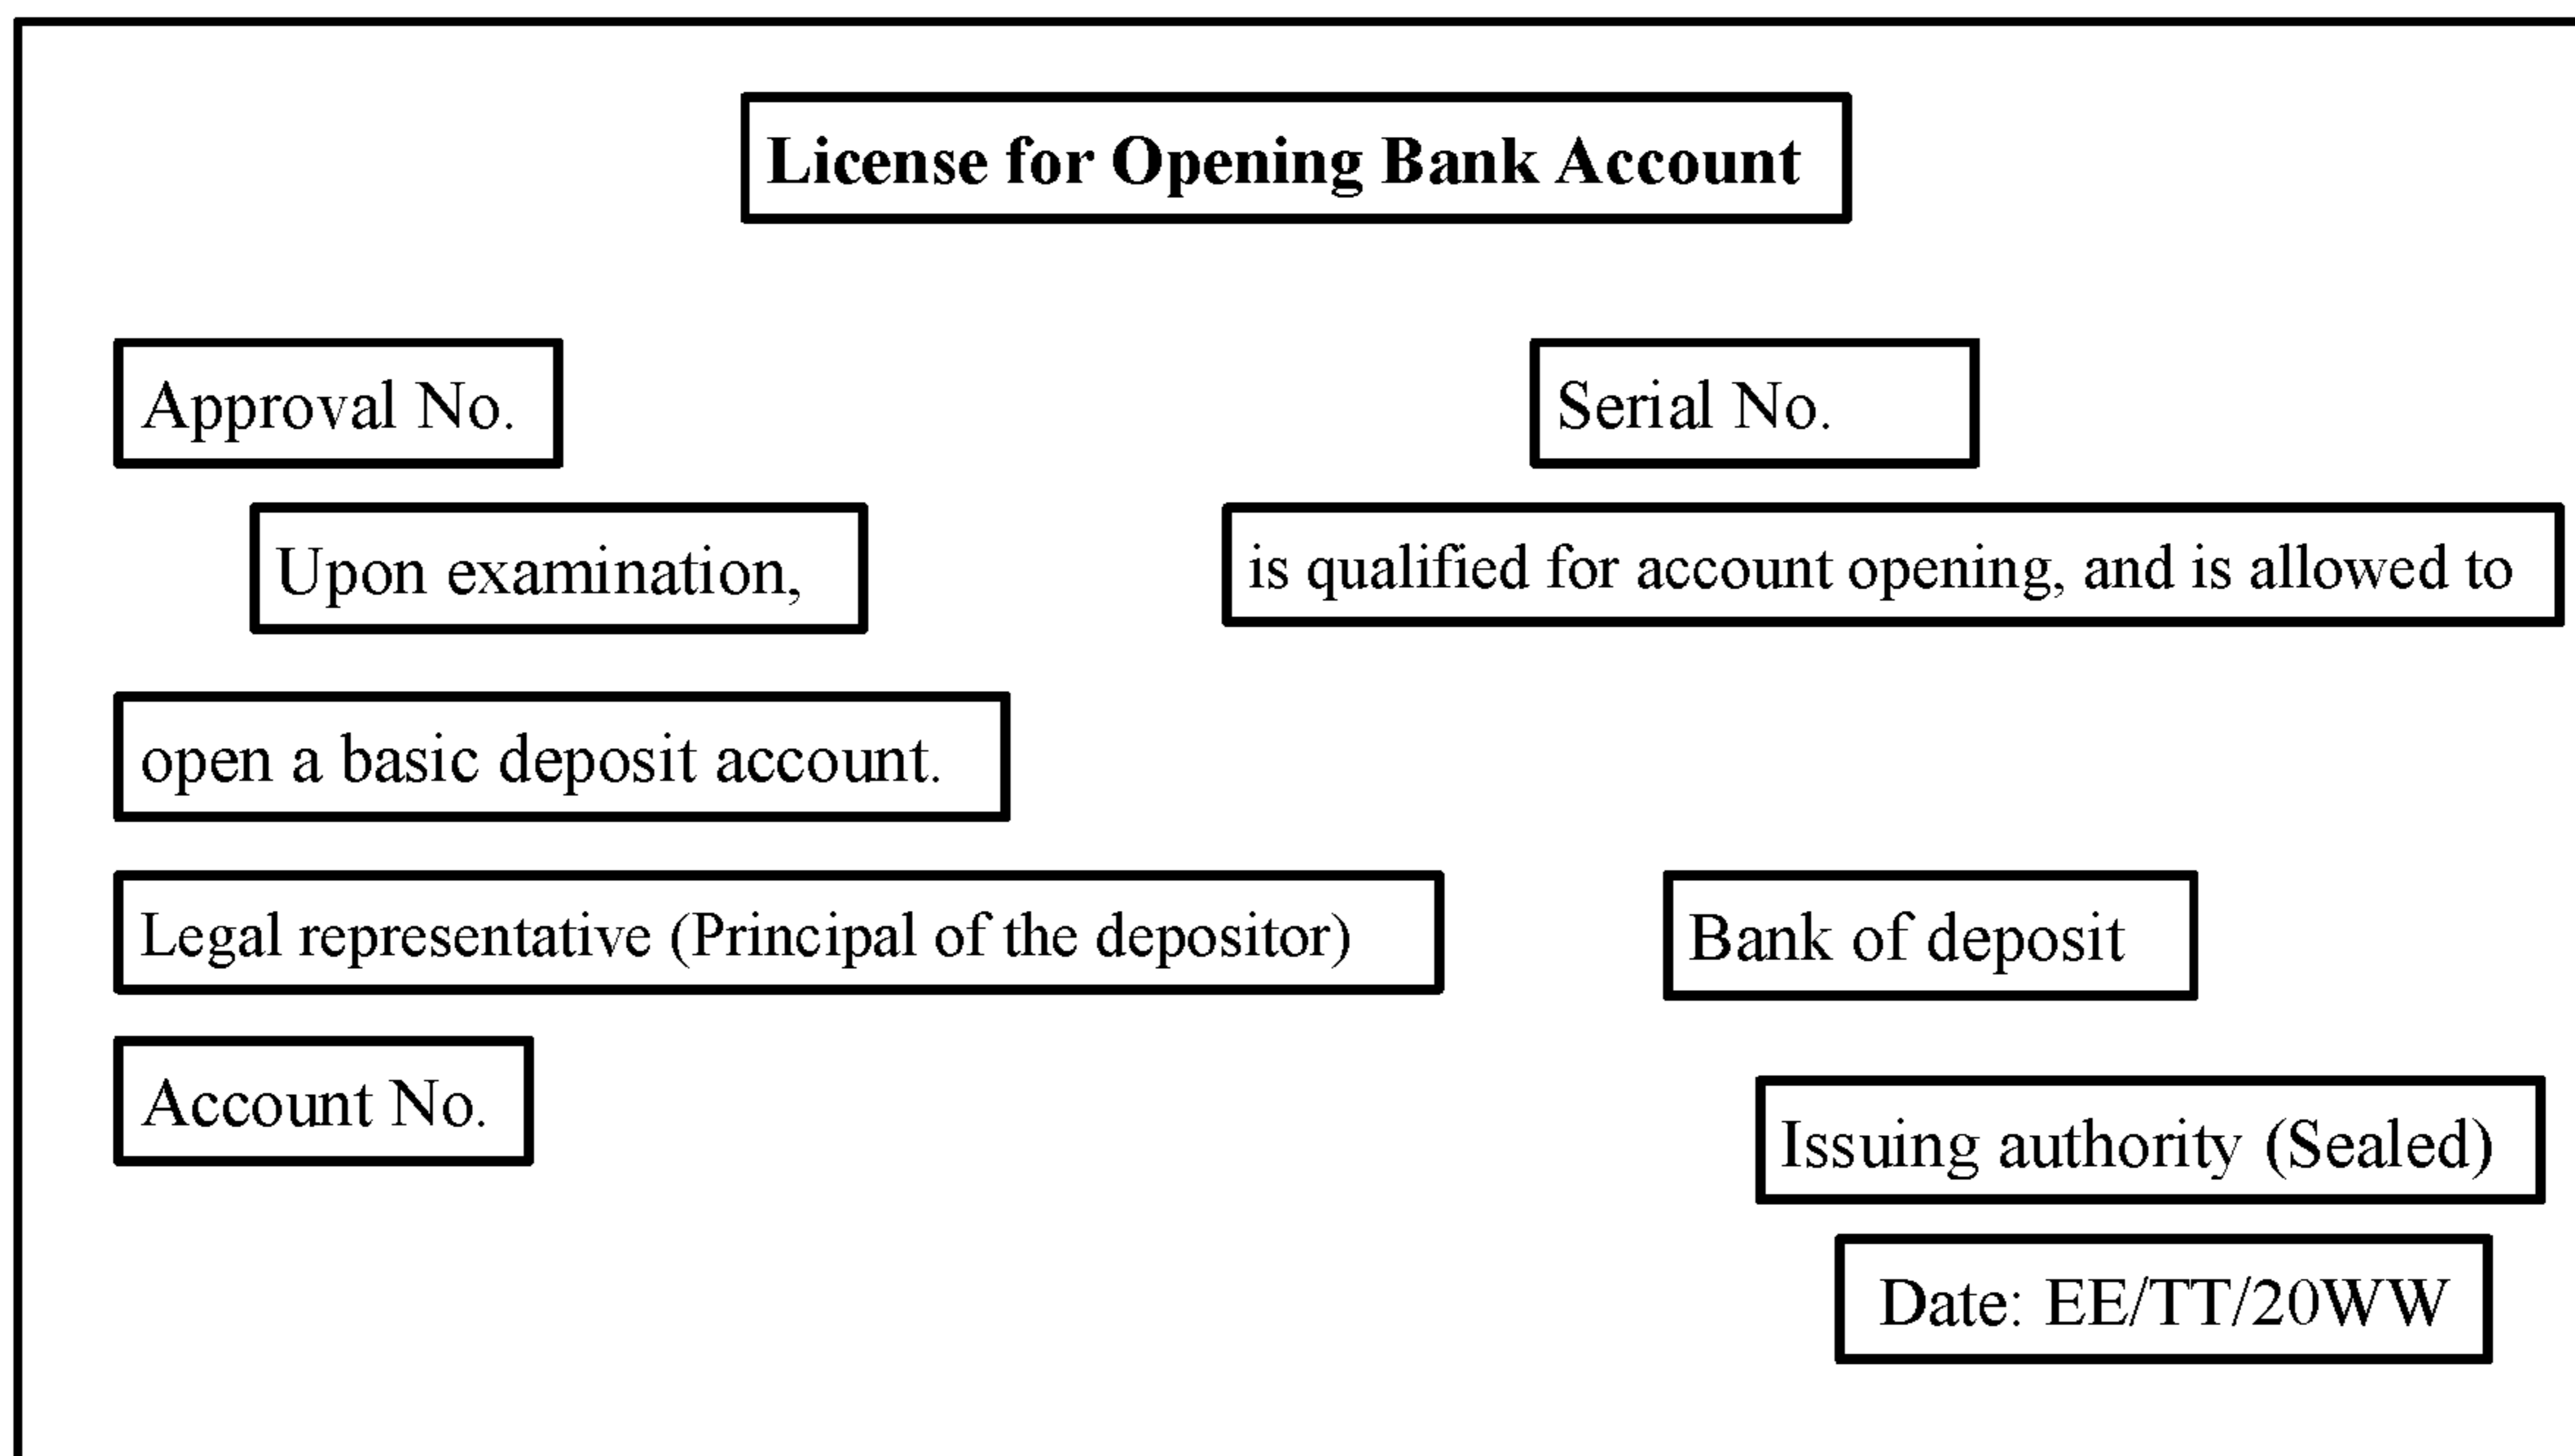 License for Opening Bank Account
Approval No. Serial No.
Upon examination, is qualified for account opening, and is allowed to
open a basic deposit account.
Legal representative (Principal of the depositor) Bank of deposit
Account No.
Issuing authority (Sealed)
Date: EE/TT/20WW